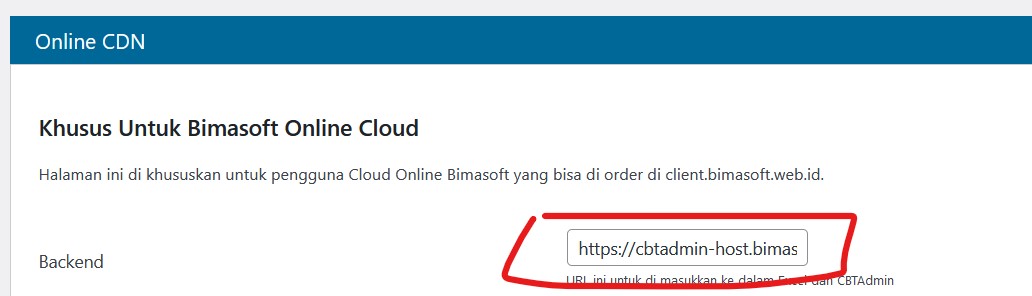 Online CDN
Khusus Untuk Bimasoft Online Cloud
Halaman ini di khususkan untuk pengguna Cloud Online Bimasoft yang bisa di order di client.bimasoft.web.id.
Backend
https://cbtadmin-host.bimas
URL ini untuk di masukkan ke dalam Excel dan CBTAdmin